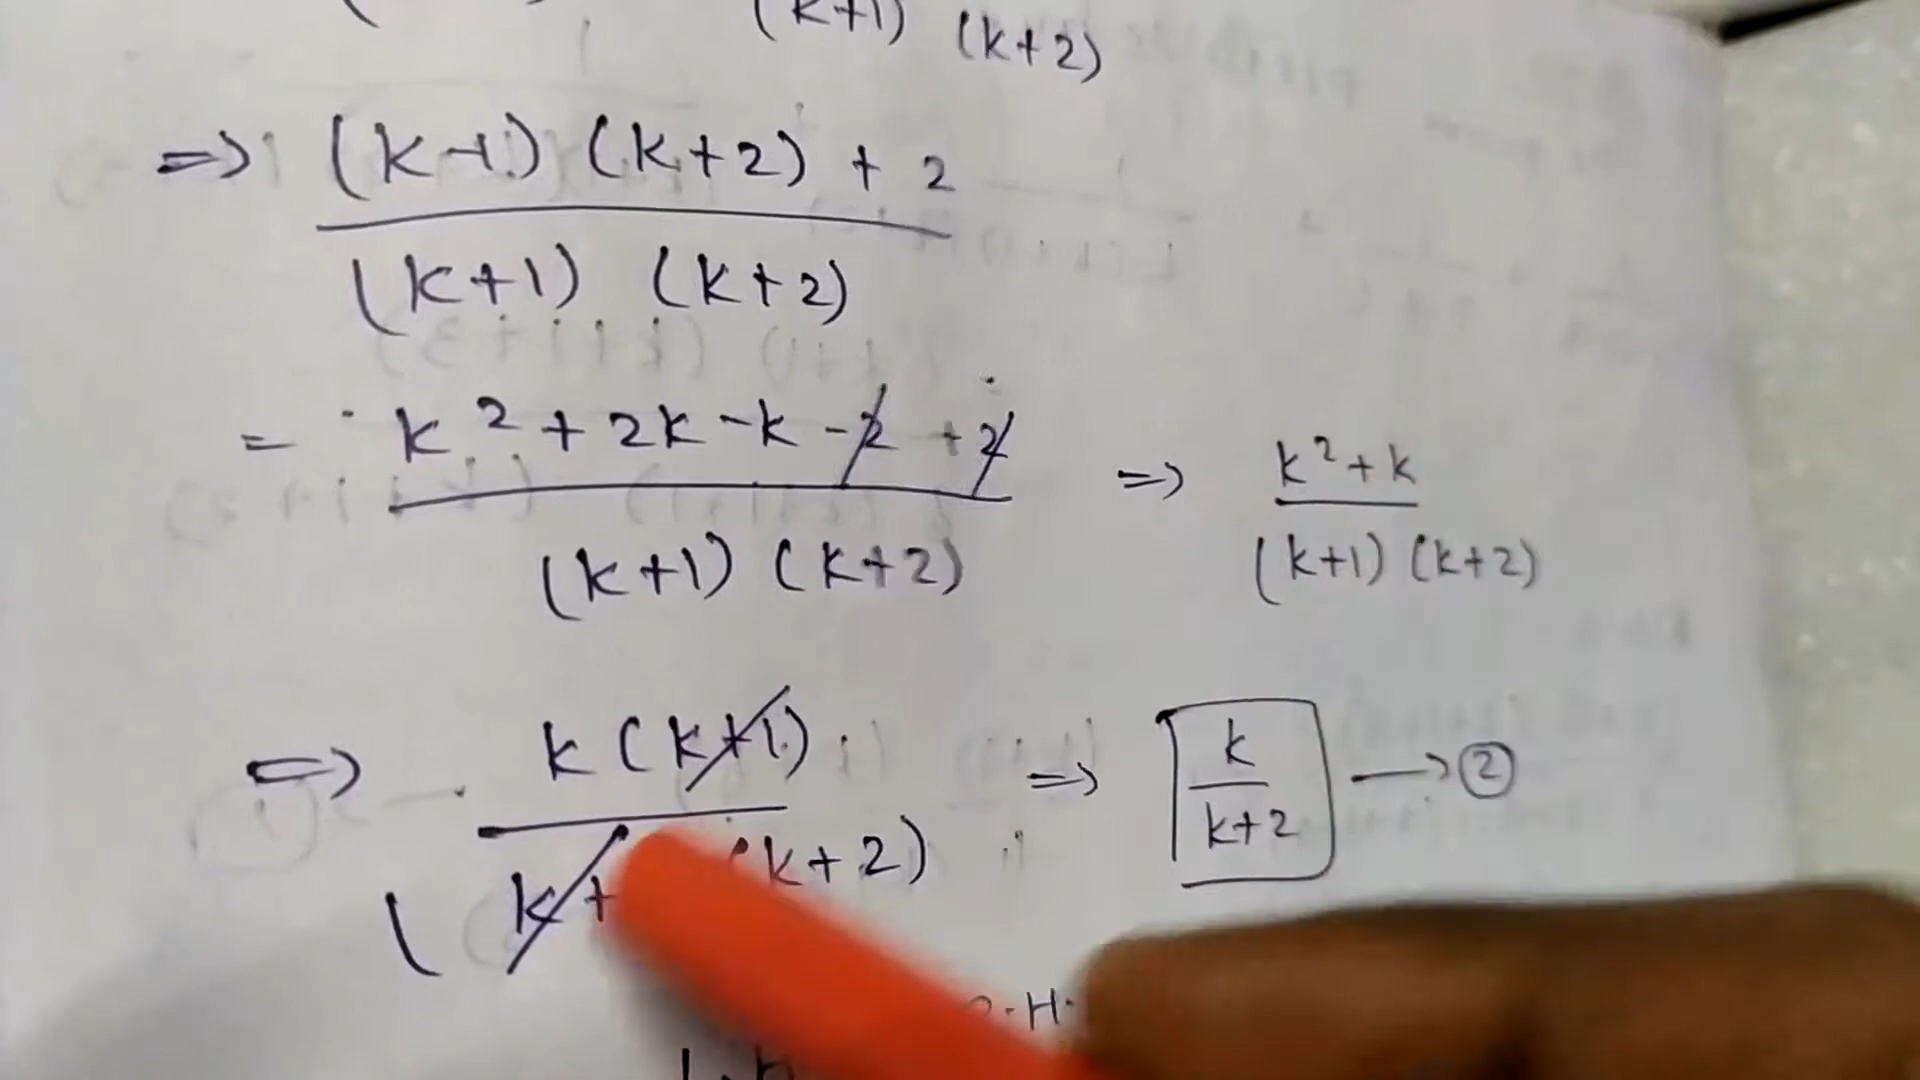 (k+1) (k+2)
=> (k-1) (k+2) + 2
(k+1) (k+2)
= k² + 2k - k - 2 + 2 => k² + k
(k+1) (k+2) (k+1) (k+2)
=> k (k+1) => k
(k+ (k+2) k+2 → ②